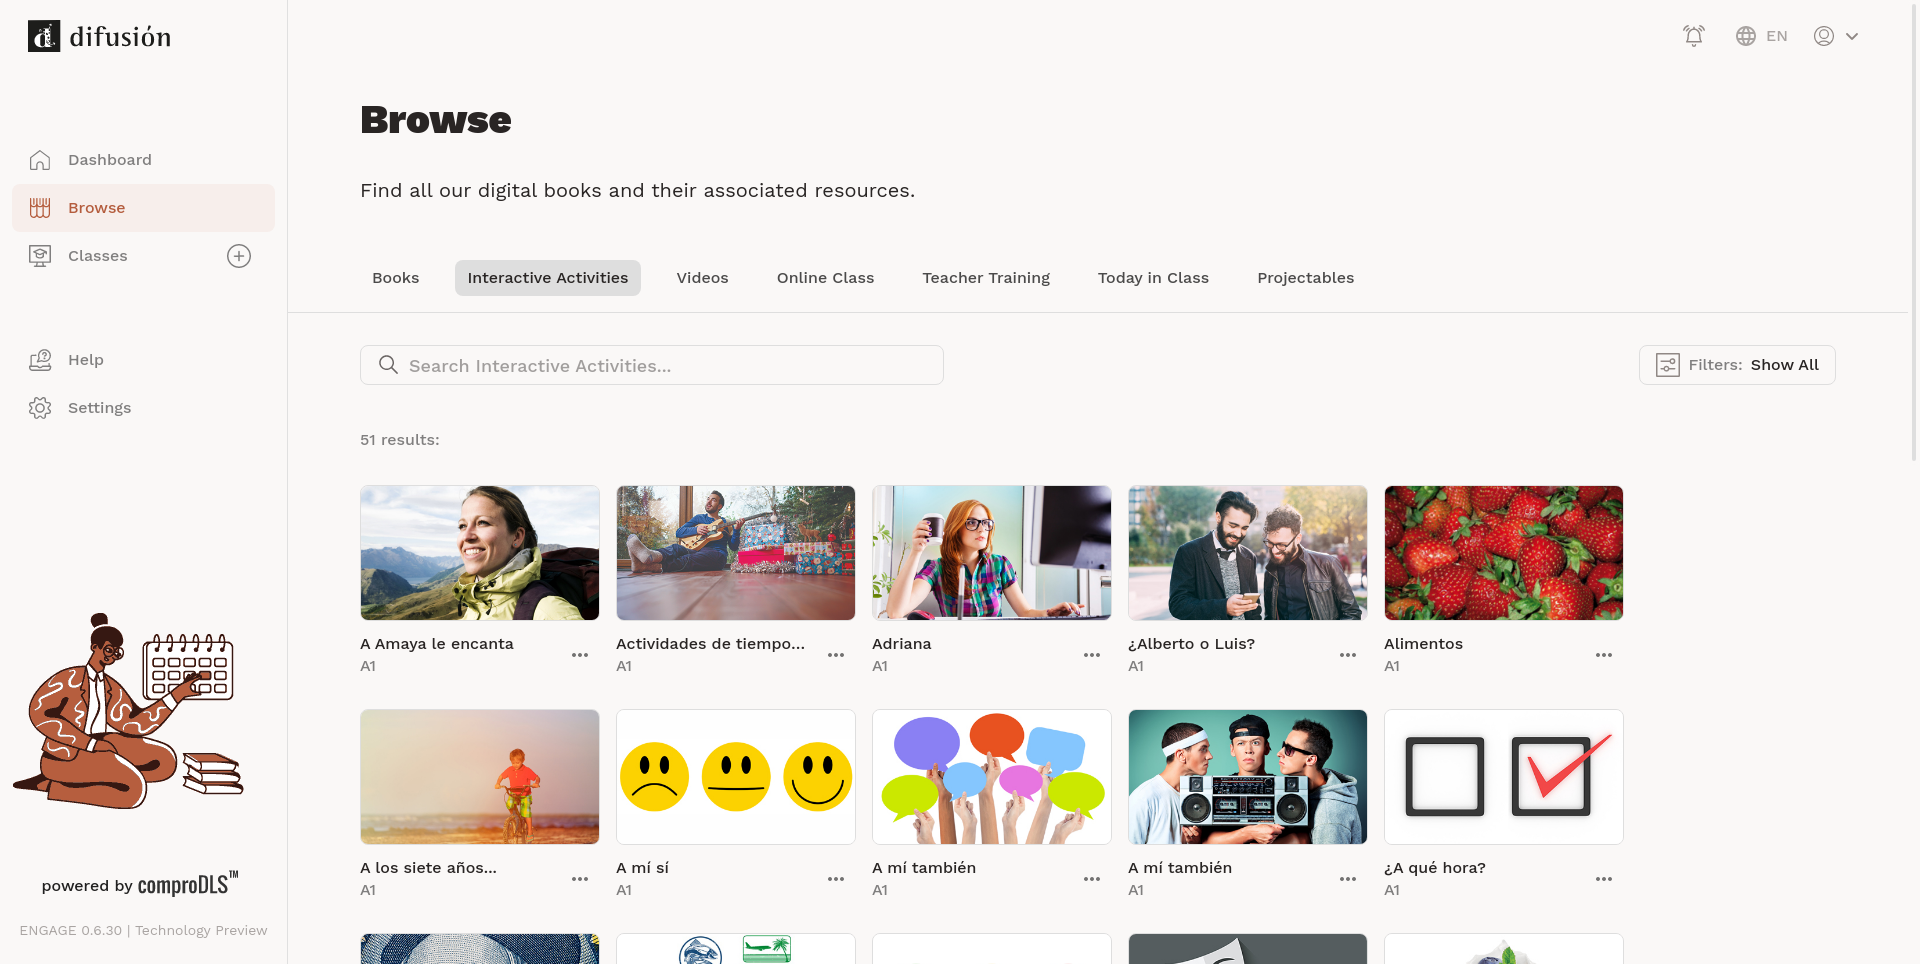 difusión
EN
Dashboard
Browse
Classes
Help
Settings
powered by comproDLS™
ENGAGE 0.6.30 | Technology Preview
Browse
Find all our digital books and their associated resources.
Books Interactive Activities Videos Online Class Teacher Training Today in Class Projectables
Search Interactive Activities...
Filters: Show All
51 results:
A Amaya le encanta
A1
Actividades de tiempo...
A1
Adriana
A1
¿Alberto o Luis?
A1
Alimentos
A1
A los siete años...
A1
A mí sí
A1
A mí también
A1
A mí también
A1
¿A qué hora?
A1